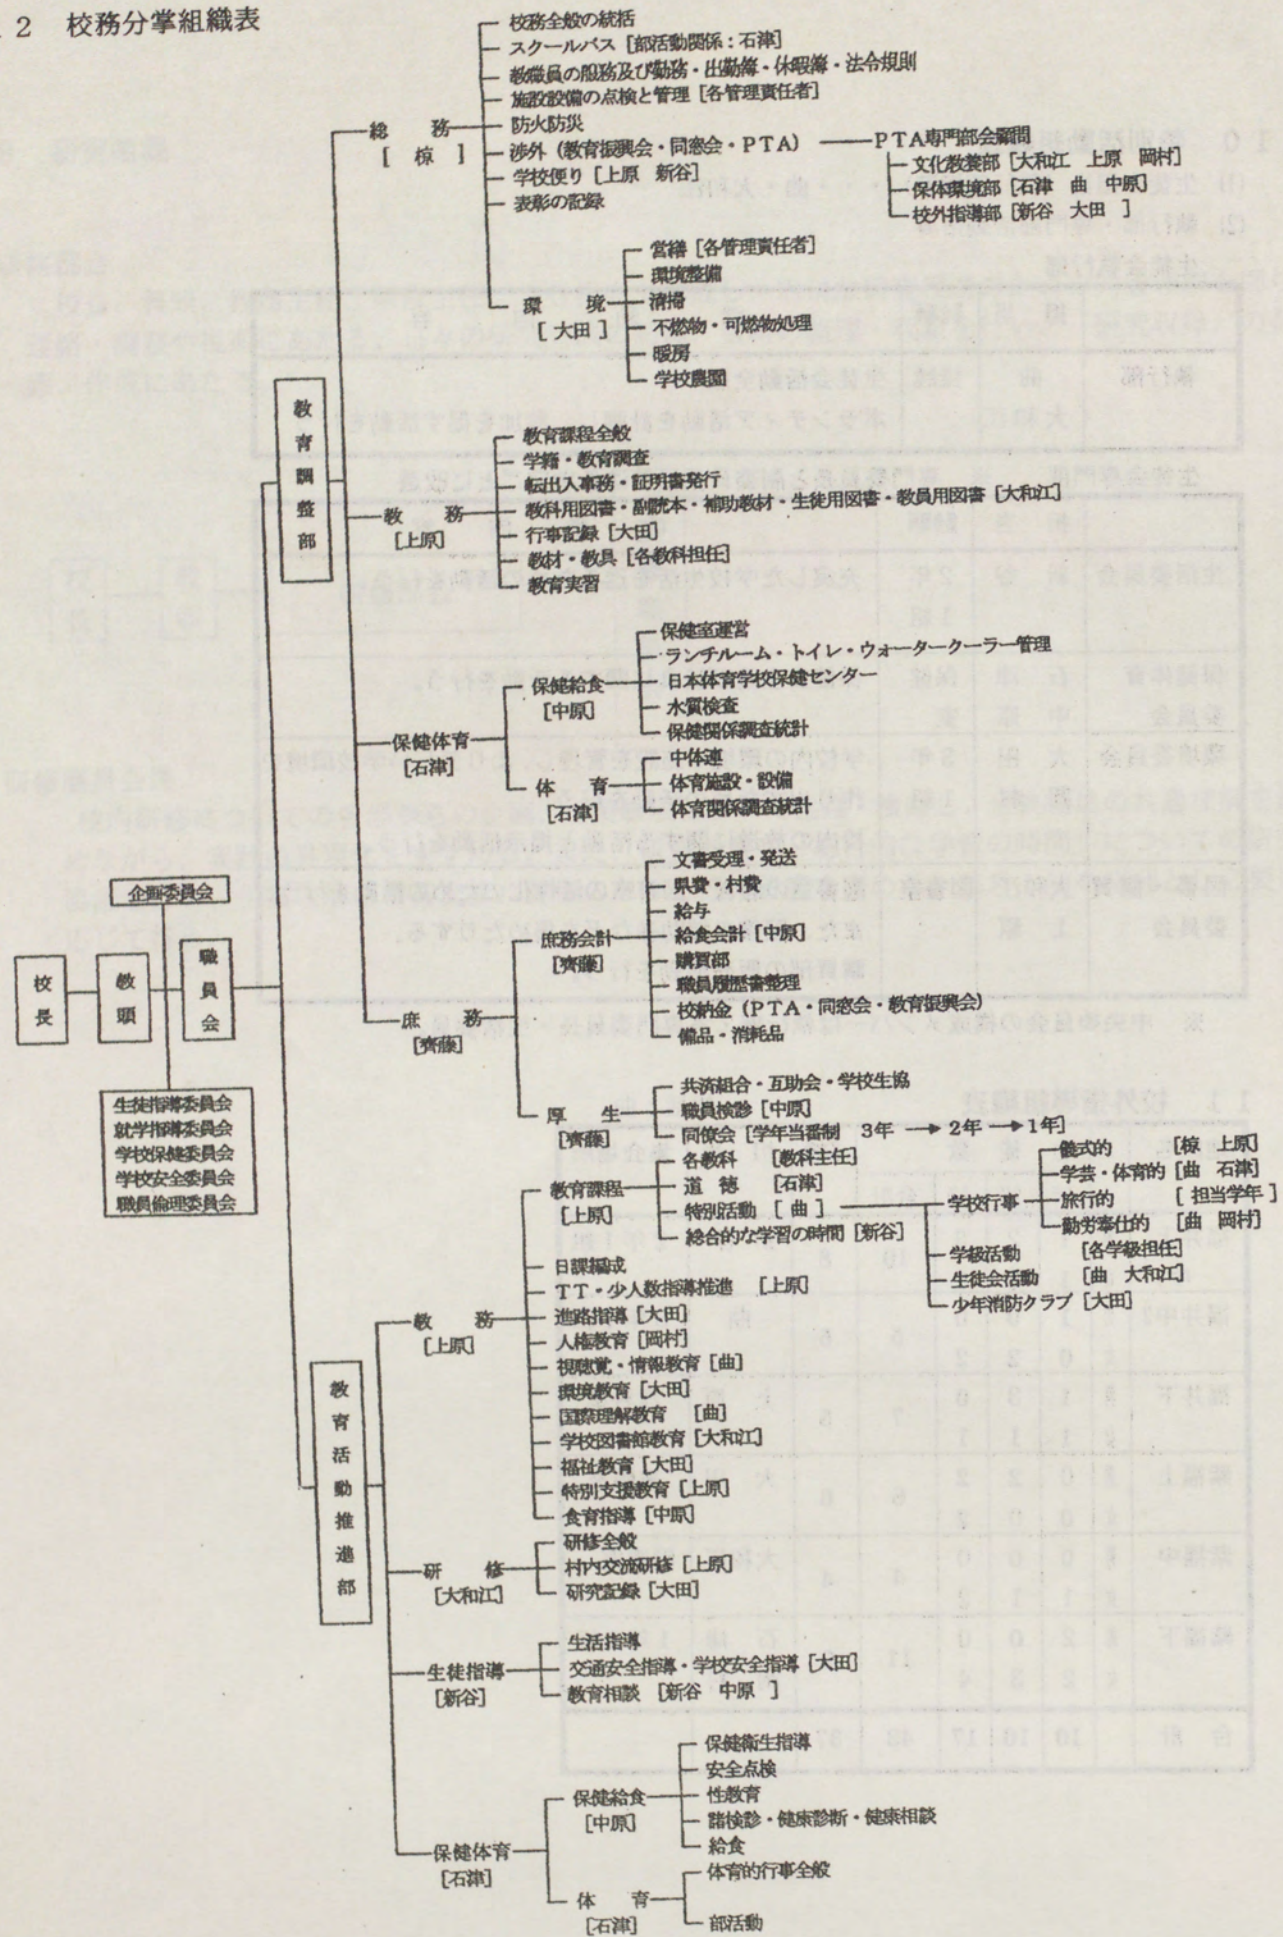 2 校務分掌組織表
校長
教頭
職員会
企画委員会
生徒指導委員会
就学指導委員会
学校保健委員会
学校安全委員会
職員倫理委員会
教育調整部
総 務
[ 椋 ]
校務全般の統括
スクールバス [部活動関係:石津]
教職員の服務及び勤務・出勤簿・休暇簿・法令規則
施設設備の点検と管理 [各管理責任者]
防火防災
渉外 (教育振興会・同窓会・PTA)
PTA専門部会顧問
文化教養部 [大和江 上原 岡村]
保体環境部 [石津 曲 中原]
校外指導部 [新谷 大田 ]
学校便り [上原 新谷]
表彰の記録
環 境
[ 大田 ]
営繕 [各管理責任者]
環境整備
清掃
不燃物・可燃物処理
暖房
学校農園
教 務
[上原]
教育課程全般
学籍・教育調査
転出入事務・証明書発行
教科用図書・副読本・補助教材・生徒用図書・教員用図書 [大和江]
行事記録 [大田]
教材・教具 [各教科担任]
教育実習
保健体育
[石津]
保健給食
[中原]
保健室運営
ランチルーム・トイレ・ウォータークーラー管理
日本体育学校保健センター
水質検査
保健関係調査統計
体 育
[石津]
中体連
体育施設・設備
体育関係調査統計
庶 務
[齊藤]
庶務会計
[齊藤]
文書受理・発送
県費・村費
給与
給食会計 [中原]
購買部
職員履歴書整理
校納金 (PTA・同窓会・教育振興会)
備品・消耗品
厚 生
[齊藤]
共済組合・互助会・学校生協
職員検診 [中原]
同僚会 [学年当番制 3年 → 2年 → 1年]
教育活動推進部
教 務
[上原]
教育課程
[上原]
各教科 [教科主任]
道 徳 [石津]
特別活動 [ 曲 ]
総合的な学習の時間 [新谷]
学校行事
儀式的 [椋 上原]
学芸・体育的 [曲 石津]
旅行的 [ 担当学年 ]
勤労奉仕的 [曲 岡村]
学級活動 [各学級担任]
生徒会活動 [曲 大和江]
少年消防クラブ [大田]
日課編成
TT・少人数指導推進 [上原]
進路指導 [大田]
人権教育 [岡村]
視聴覚・情報教育 [曲]
環境教育 [大田]
国際理解教育 [曲]
学校図書館教育 [大和江]
福祉教育 [大田]
特別支援教育 [上原]
食育指導 [中原]
研 修
[大和江]
研修全般
村内交流研修 [上原]
研究記録 [大田]
生徒指導
[新谷]
生活指導
交通安全指導・学校安全指導 [大田]
教育相談 [新谷 中原 ]
保健体育
[石津]
保健給食
[中原]
保健衛生指導
安全点検
性教育
諸検診・健康診断・健康相談
給食
体 育
[石津]
体育的行事全般
部活動